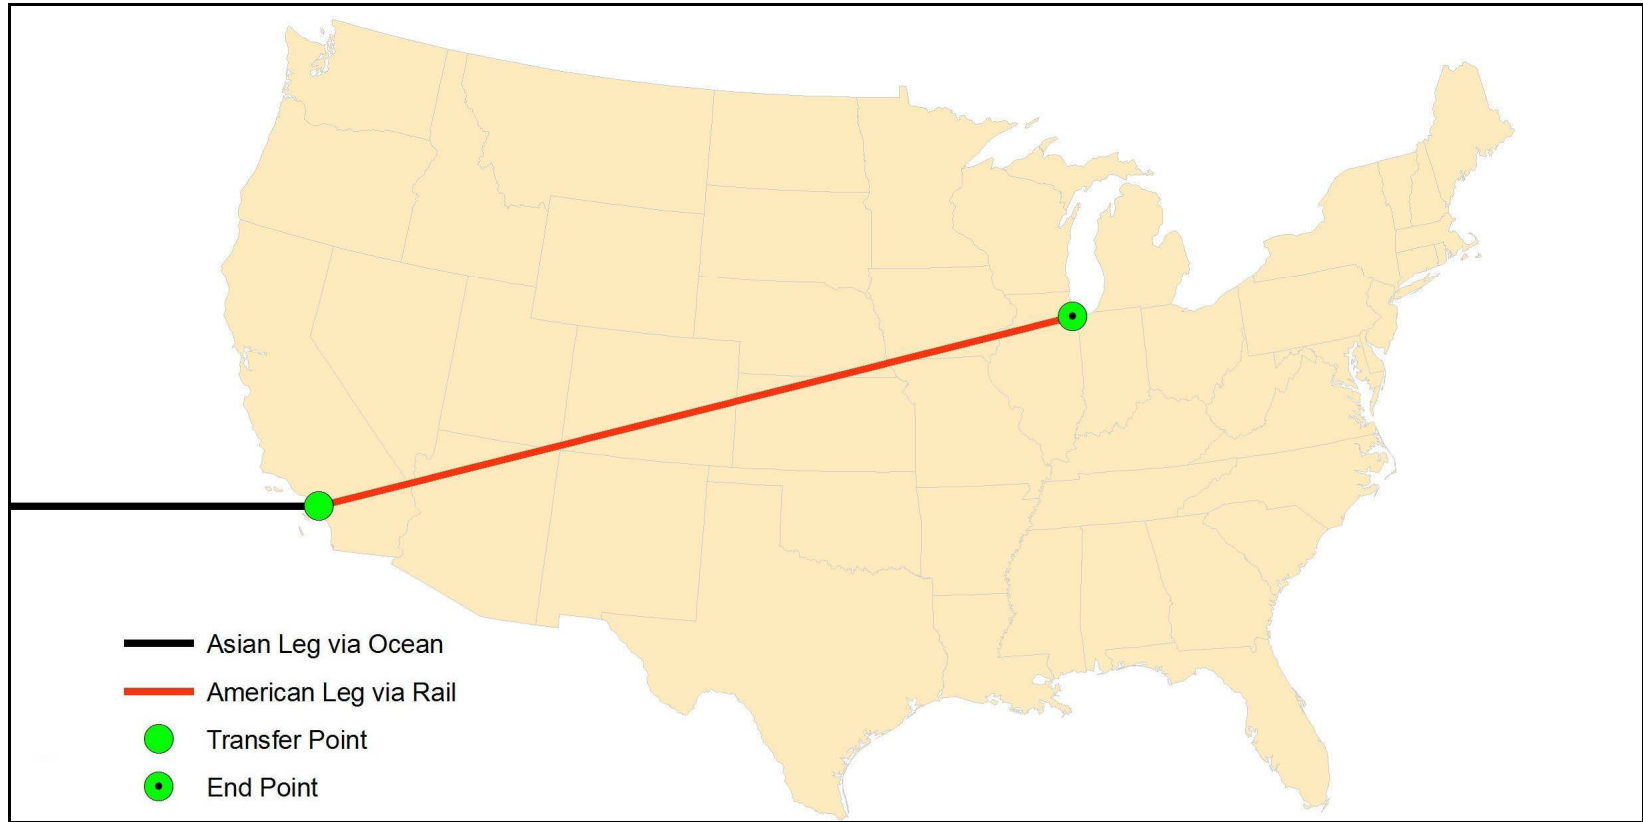 Asian Leg via Ocean
American Leg via Rail
Transfer Point
End Point